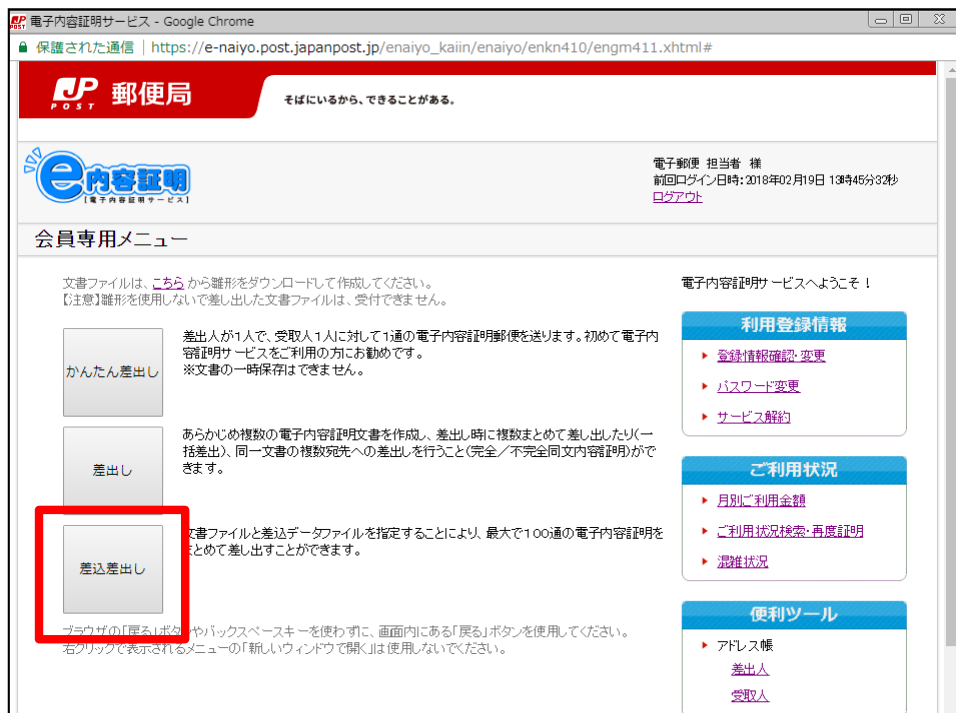 電子内容証明サービス - Google Chrome
保護された通信 | https://e-naiyo.post.japanpost.jp/enaiyo_kaiin/enaiyo/enkn410/engm411.xhtml#
JP POST 郵便局
そばにいるから、できることがある。
e内容証明
【電子内容証明サービス】
電子郵便 担当者 様
前回ログイン日時:2018年02月19日 13時45分32秒
ログアウト
会員専用メニュー
文書ファイルは、こちら から雛形をダウンロードして作成してください。
【注意】雛形を使用しないで差し出した文書ファイルは、受付できません。
かんたん差出し
差出人が1人で、受取人1人に対して1通の電子内容証明郵便を送ります。初めて電子内
容証明サービスをご利用の方にお勧めです。
※文書の一時保存はできません。
差出し
あらかじめ複数の電子内容証明文書を作成し、差出し時に複数まとめて差し出したり(一
括差出)、同一文書の複数宛先への差出しを行うこと(完全/不完全同文内容証明)がで
きます。
差込差出し
文書ファイルと差込データファイルを指定することにより、最大で100通の電子内容証明を
まとめて差し出すことができます。
ブラウザの「戻る」ボタンやバックスペースキーを使わずに、画面内にある「戻る」ボタンを使用してください。
右クリックで表示されるメニューの「新しいウィンドウで開く」は使用しないでください。
電子内容証明サービスへようこそ!
利用登録情報
登録情報確認・変更
パスワード変更
サービス解約
ご利用状況
月別ご利用金額
ご利用状況検索・再度証明
混雑状況
便利ツール
アドレス帳
差出人
受取人